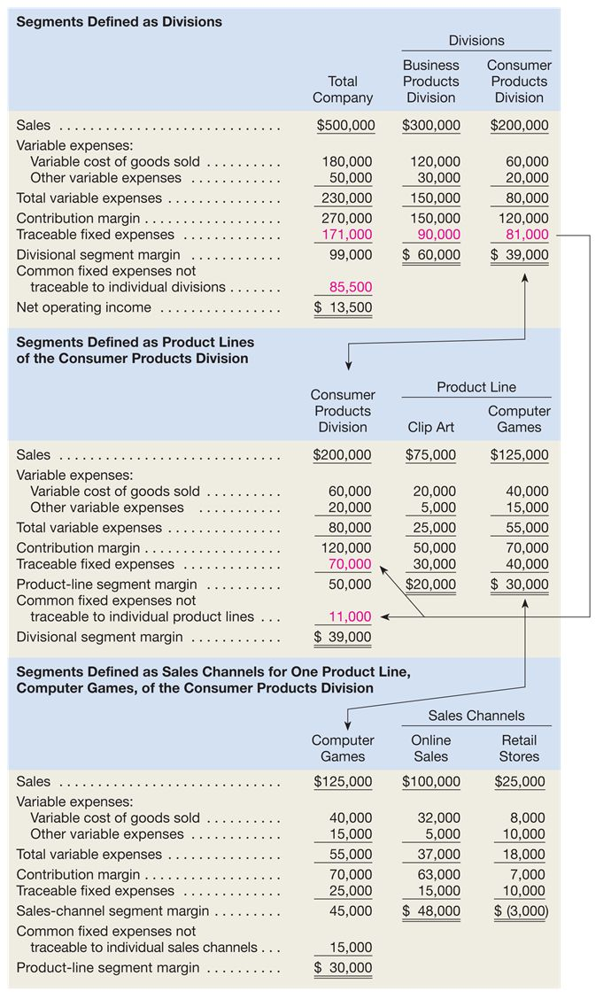 Segments Defined as Divisions
Divisions
Total Company Business Products Division Consumer Products Division
Sales ............................. $500,000 $300,000 $200,000
Variable expenses:
Variable cost of goods sold .......... 180,000 120,000 60,000
Other variable expenses .......... 50,000 30,000 20,000
Total variable expenses ............... 230,000 150,000 80,000
Contribution margin .................. 270,000 150,000 120,000
Traceable fixed expenses ............. 171,000 90,000 81,000
Divisional segment margin ............ 99,000 $ 60,000 $ 39,000
Common fixed expenses not
traceable to individual divisions ....... 85,500
Net operating income ................ $ 13,500
Segments Defined as Product Lines
of the Consumer Products Division
Product Line
Consumer Products Division Clip Art Computer Games
Sales ............................. $200,000 $75,000 $125,000
Variable expenses:
Variable cost of goods sold .......... 60,000 20,000 40,000
Other variable expenses ........... 20,000 5,000 15,000
Total variable expenses ............... 80,000 25,000 55,000
Contribution margin .................. 120,000 50,000 70,000
Traceable fixed expenses ............. 70,000 30,000 40,000
Product-line segment margin .......... 50,000 $20,000 $ 30,000
Common fixed expenses not
traceable to individual product lines ... 11,000
Divisional segment margin ............ $ 39,000
Segments Defined as Sales Channels for One Product Line,
Computer Games, of the Consumer Products Division
Sales Channels
Computer Games Online Sales Retail Stores
Sales ............................. $125,000 $100,000 $25,000
Variable expenses:
Variable cost of goods sold .......... 40,000 32,000 8,000
Other variable expenses ............ 15,000 5,000 10,000
Total variable expenses ............... 55,000 37,000 18,000
Contribution margin .................. 70,000 63,000 7,000
Traceable fixed expenses ............. 25,000 15,000 10,000
Sales-channel segment margin ......... 45,000 $ 48,000 $ (3,000)
Common fixed expenses not
traceable to individual sales channels ... 15,000
Product-line segment margin .......... $ 30,000